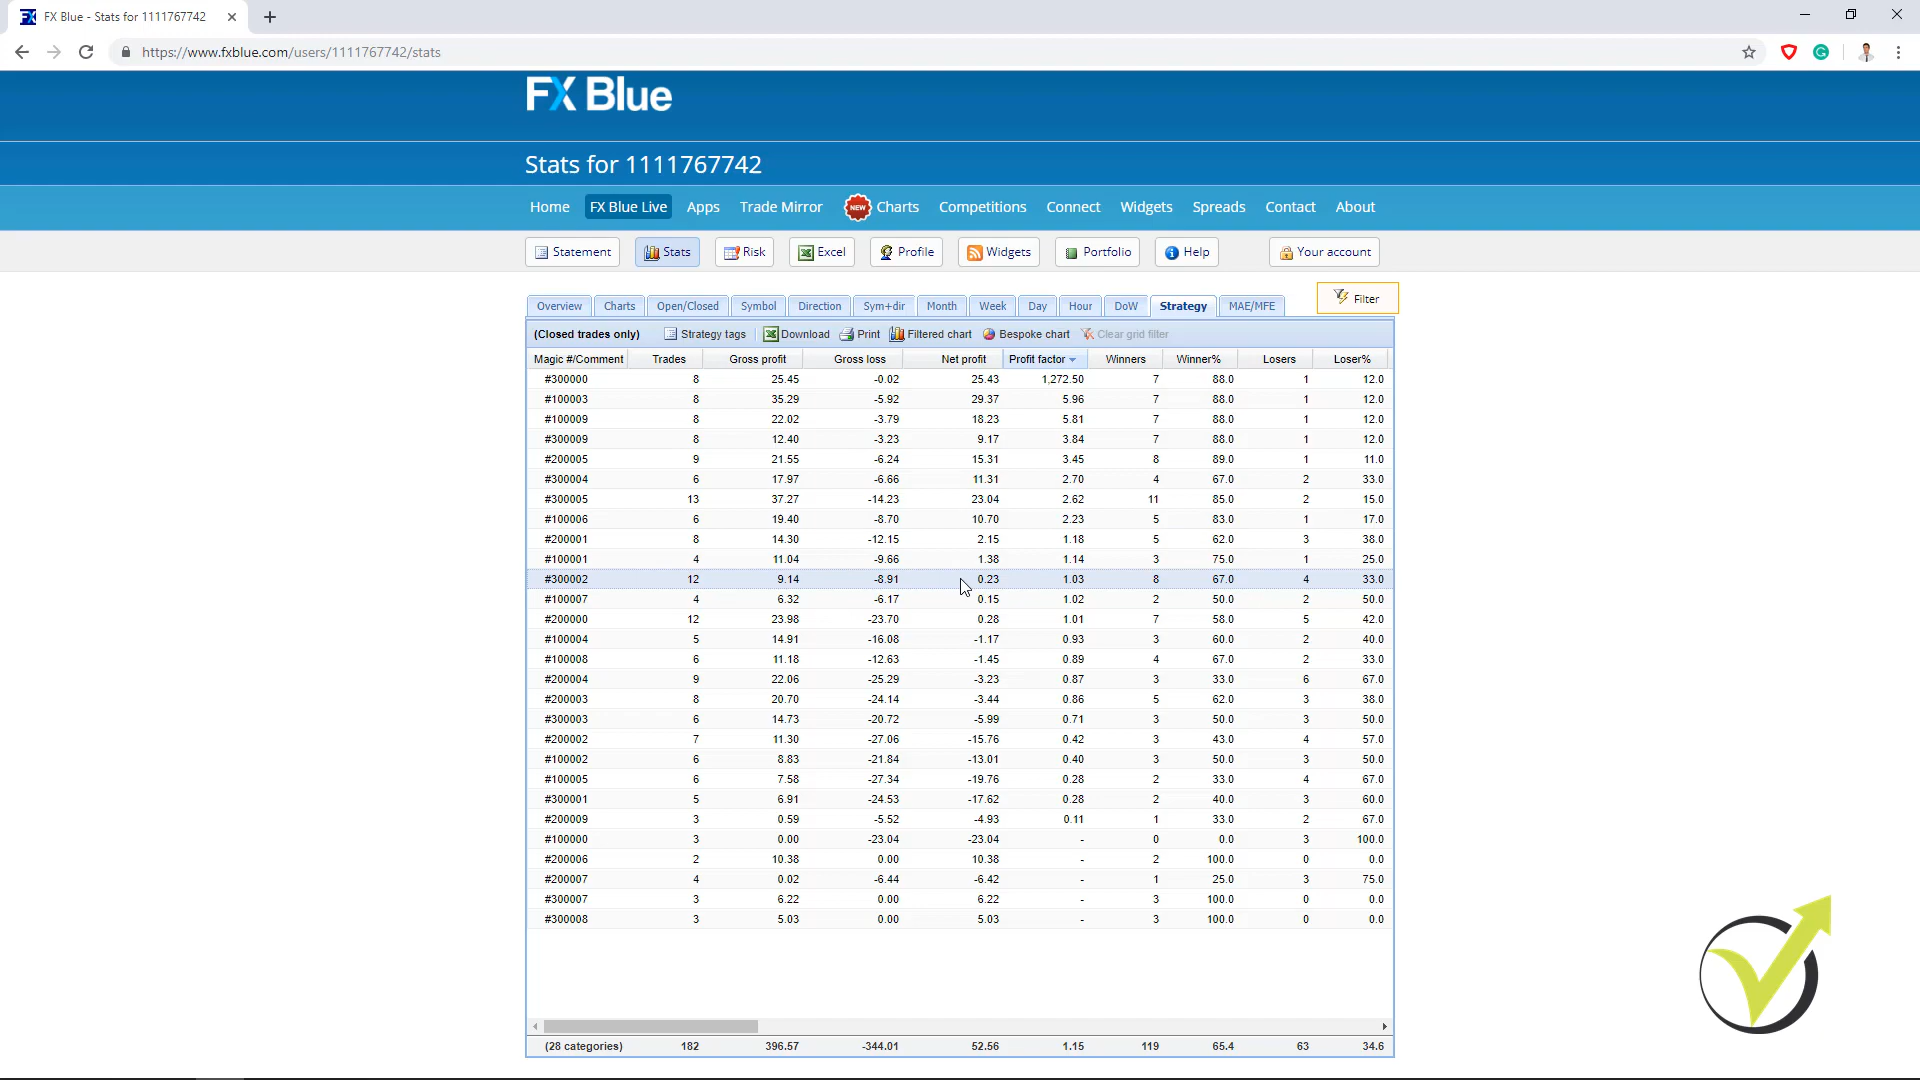 FX Blue - Stats for 1111767742
https://www.fxblue.com/users/1111767742/stats
FX Blue
Stats for 1111767742
Home FX Blue Live Apps Trade Mirror NEW Charts Competitions Connect Widgets Spreads Contact About
Statement Stats Risk Excel Profile Widgets Portfolio Help Your account
Overview Charts Open/Closed Symbol Direction Sym+dir Month Week Day Hour DoW Strategy MAE/MFE Filter
(Closed trades only) Strategy tags Download Print Filtered chart Bespoke chart Clear grid filter
Magic #/Comment Trades Gross profit Gross loss Net profit Profit factor Winners Winner% Losers Loser%
#300000 8 25.45 -0.02 25.43 1,272.50 7 88.0 1 12.0
#100003 8 35.29 -5.92 29.37 5.96 7 88.0 1 12.0
#100009 8 22.02 -3.79 18.23 5.81 7 88.0 1 12.0
#300009 8 12.40 -3.23 9.17 3.84 7 88.0 1 12.0
#200005 9 21.55 -6.24 15.31 3.45 8 89.0 1 11.0
#300004 6 17.97 -6.66 11.31 2.70 4 67.0 2 33.0
#300005 13 37.27 -14.23 23.04 2.62 11 85.0 2 15.0
#100006 6 19.40 -8.70 10.70 2.23 5 83.0 1 17.0
#200001 8 14.30 -12.15 2.15 1.18 5 62.0 3 38.0
#100001 4 11.04 -9.66 1.38 1.14 3 75.0 1 25.0
#300002 12 9.14 -8.91 0.23 1.03 8 67.0 4 33.0
#100007 4 6.32 -6.17 0.15 1.02 2 50.0 2 50.0
#200000 12 23.98 -23.70 0.28 1.01 7 58.0 5 42.0
#100004 5 14.91 -16.08 -1.17 0.93 3 60.0 2 40.0
#100008 6 11.18 -12.63 -1.45 0.89 4 67.0 2 33.0
#200004 9 22.06 -25.29 -3.23 0.87 3 33.0 6 67.0
#200003 8 20.70 -24.14 -3.44 0.86 5 62.0 3 38.0
#300003 6 14.73 -20.72 -5.99 0.71 3 50.0 3 50.0
#200002 7 11.30 -27.06 -15.76 0.42 3 43.0 4 57.0
#100002 6 8.83 -21.84 -13.01 0.40 3 50.0 3 50.0
#100005 6 7.58 -27.34 -19.76 0.28 2 33.0 4 67.0
#300001 5 6.91 -24.53 -17.62 0.28 2 40.0 3 60.0
#200009 3 0.59 -5.52 -4.93 0.11 1 33.0 2 67.0
#100000 3 0.00 -23.04 -23.04 - 0 0.0 3 100.0
#200006 2 10.38 0.00 10.38 - 2 100.0 0 0.0
#200007 4 0.02 -6.44 -6.42 - 1 25.0 3 75.0
#300007 3 6.22 0.00 6.22 - 3 100.0 0 0.0
#300008 3 5.03 0.00 5.03 - 3 100.0 0 0.0
(28 categories) 182 396.57 -344.01 52.56 1.15 119 65.4 63 34.6